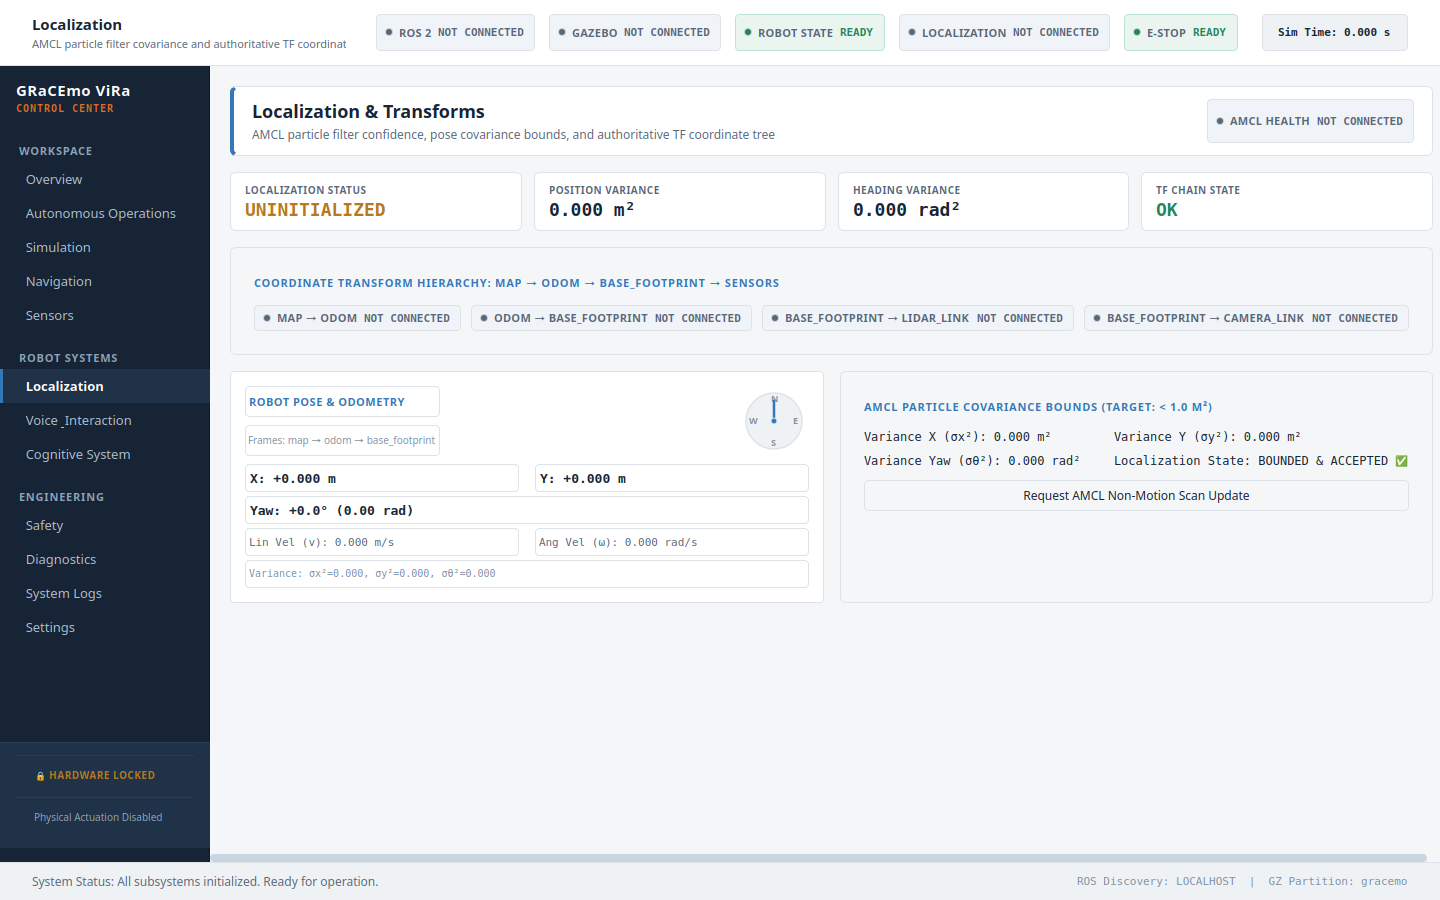 Localization
AMCL particle filter covariance and authoritative TF coordinat
ROS 2 NOT CONNECTED
GAZEBO NOT CONNECTED
ROBOT STATE READY
LOCALIZATION NOT CONNECTED
E-STOP READY
Sim Time: 0.000 s
GRaCEmo ViRa
CONTROL CENTER
WORKSPACE
Overview
Autonomous Operations
Simulation
Navigation
Sensors
ROBOT SYSTEMS
Localization
Voice_Interaction
Cognitive System
ENGINEERING
Safety
Diagnostics
System Logs
Settings
🔒 HARDWARE LOCKED
Physical Actuation Disabled
Localization & Transforms
AMCL particle filter confidence, pose covariance bounds, and authoritative TF coordinate tree
AMCL HEALTH NOT CONNECTED
LOCALIZATION STATUS
UNINITIALIZED
POSITION VARIANCE
0.000 m²
HEADING VARIANCE
0.000 rad²
TF CHAIN STATE
OK
COORDINATE TRANSFORM HIERARCHY: MAP → ODOM → BASE_FOOTPRINT → SENSORS
MAP → ODOM NOT CONNECTED
ODOM → BASE_FOOTPRINT NOT CONNECTED
BASE_FOOTPRINT → LIDAR_LINK NOT CONNECTED
BASE_FOOTPRINT → CAMERA_LINK NOT CONNECTED
ROBOT POSE & ODOMETRY
Frames: map → odom → base_footprint
N
W E
S
X: +0.000 m
Y: +0.000 m
Yaw: +0.0° (0.00 rad)
Lin Vel (v): 0.000 m/s
Ang Vel (ω): 0.000 rad/s
Variance: σx²=0.000, σy²=0.000, σθ²=0.000
AMCL PARTICLE COVARIANCE BOUNDS (TARGET: < 1.0 M²)
Variance X (σx²): 0.000 m²
Variance Y (σy²): 0.000 m²
Variance Yaw (σθ²): 0.000 rad²
Localization State: BOUNDED & ACCEPTED ✅
Request AMCL Non-Motion Scan Update
System Status: All subsystems initialized. Ready for operation.
ROS Discovery: LOCALHOST | GZ Partition: gracemo